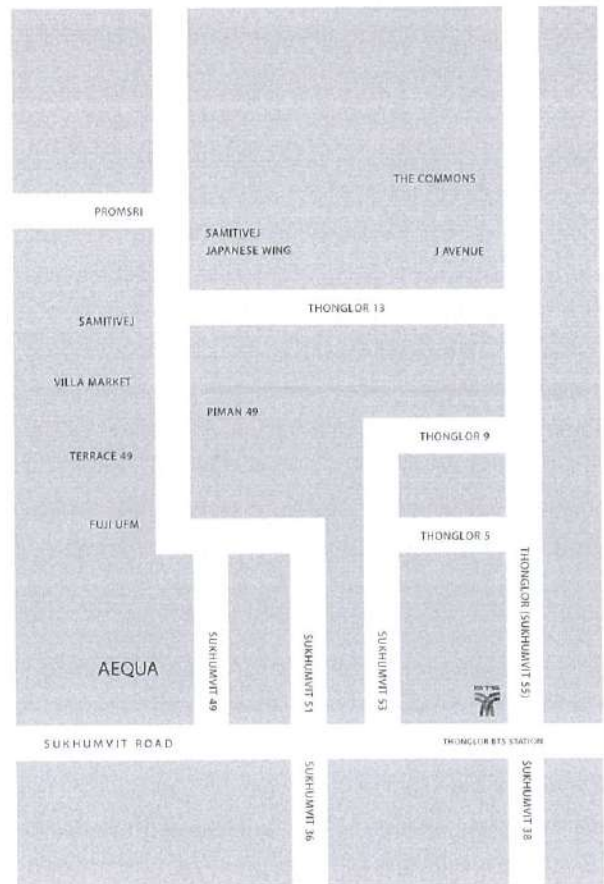 THE COMMONS
PROMSRI
SAMITIVEJ
JAPANESE WING
J AVENUE
THONGLOR 13
SAMITIVEJ
VILLA MARKET
PIMAN 49
THONGLOR 9
TERRACE 49
FUJI UFM
THONGLOR 5
THONGLOR (SUKHUMVIT 55)
SUKHUMVIT 49
SUKHUMVIT 51
SUKHUMVIT 53
AEQUA
BTS
SUKHUMVIT ROAD
THONGLOR BTS STATION
SUKHUMVIT 36
SUKHUMVIT 38